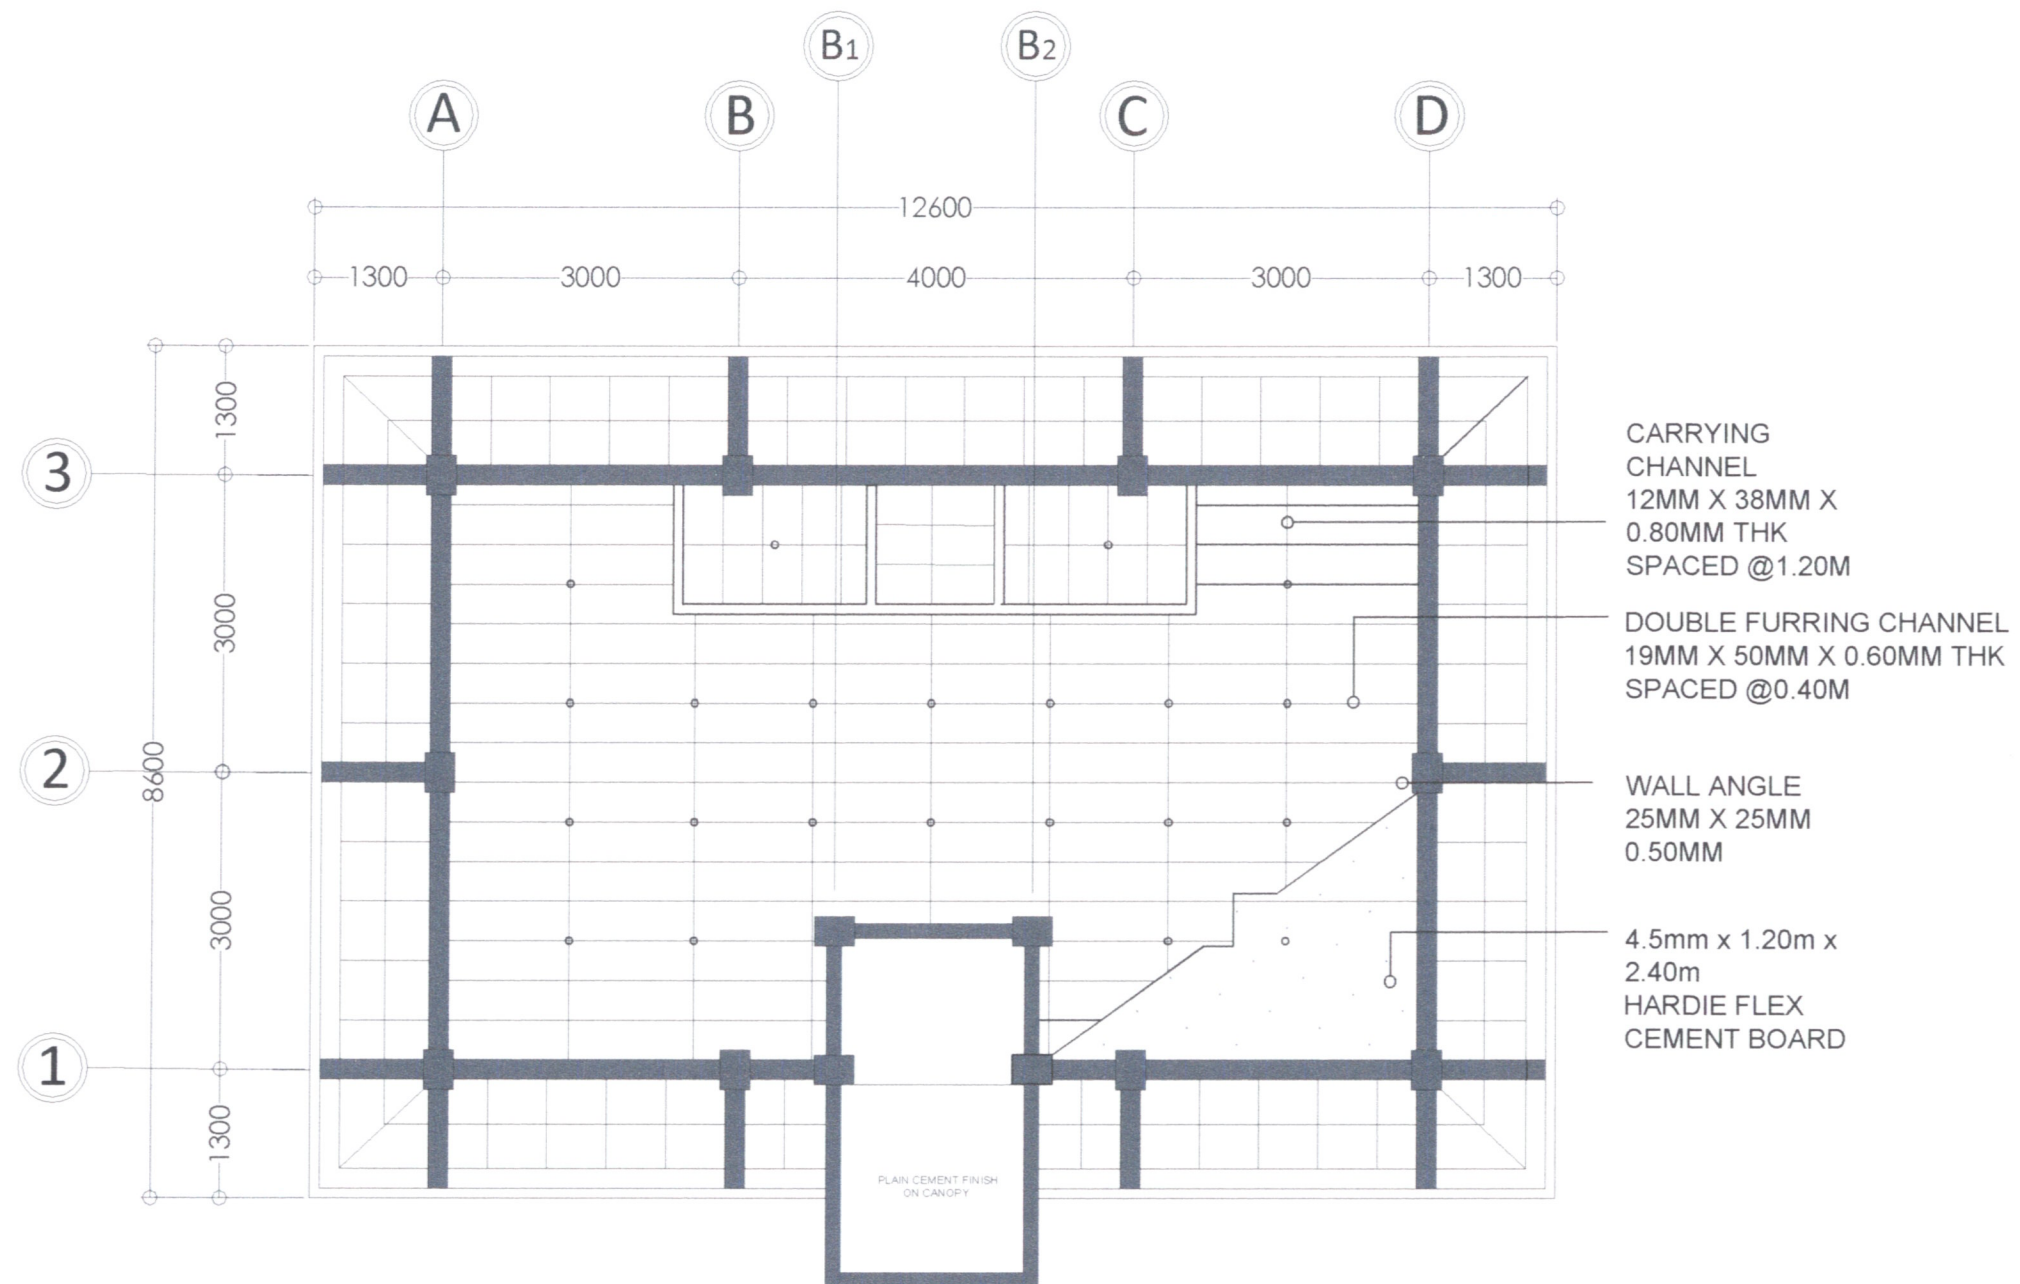 B1
B2
A
B
C
D
12600
1300
3000
4000
3000
1300
1300
3
3000
2
8600
3000
1
1300
CARRYING
CHANNEL
12MM X 38MM X
0.80MM THK
SPACED @1.20M
DOUBLE FURRING CHANNEL
19MM X 50MM X 0.60MM THK
SPACED @0.40M
WALL ANGLE
25MM X 25MM
0.50MM
4.5mm x 1.20m x
2.40m
HARDIE FLEX
CEMENT BOARD
PLAIN CEMENT FINISH
ON CANOPY